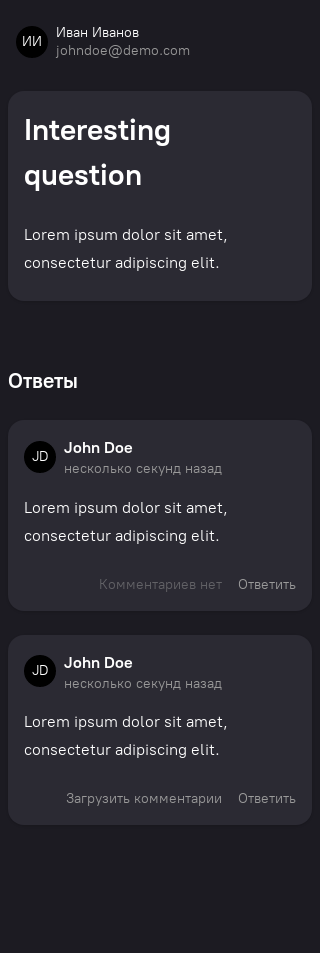 ИИ
Иван Иванов
johndoe@demo.com
Interesting
question
Lorem ipsum dolor sit amet,
consectetur adipiscing elit.
Ответы
JD
John Doe
несколько секунд назад
Lorem ipsum dolor sit amet,
consectetur adipiscing elit.
Комментариев нет Ответить
JD
John Doe
несколько секунд назад
Lorem ipsum dolor sit amet,
consectetur adipiscing elit.
Загрузить комментарии Ответить